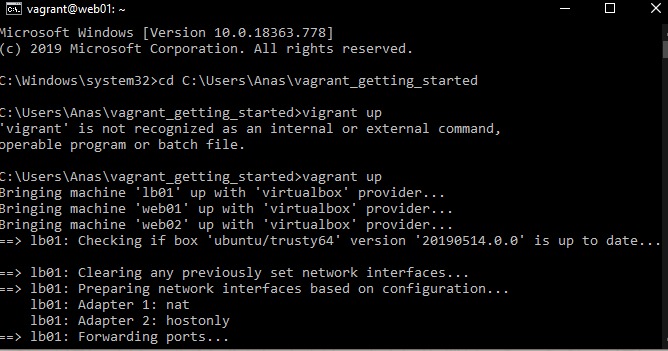 vagrant@web01: ~
Microsoft Windows [Version 10.0.18363.778]
(c) 2019 Microsoft Corporation. All rights reserved.
C:\Windows\system32>cd C:\Users\Anas\vagrant_getting_started
C:\Users\Anas\vagrant_getting_started>vigrant up
'vigrant' is not recognized as an internal or external command,
operable program or batch file.
C:\Users\Anas\vagrant_getting_started>vagrant up
Bringing machine 'lb01' up with 'virtualbox' provider...
Bringing machine 'web01' up with 'virtualbox' provider...
Bringing machine 'web02' up with 'virtualbox' provider...
==> lb01: Checking if box 'ubuntu/trusty64' version '20190514.0.0' is up to date...
==> lb01: Clearing any previously set network interfaces...
==> lb01: Preparing network interfaces based on configuration...
    lb01: Adapter 1: nat
    lb01: Adapter 2: hostonly
==> lb01: Forwarding ports...